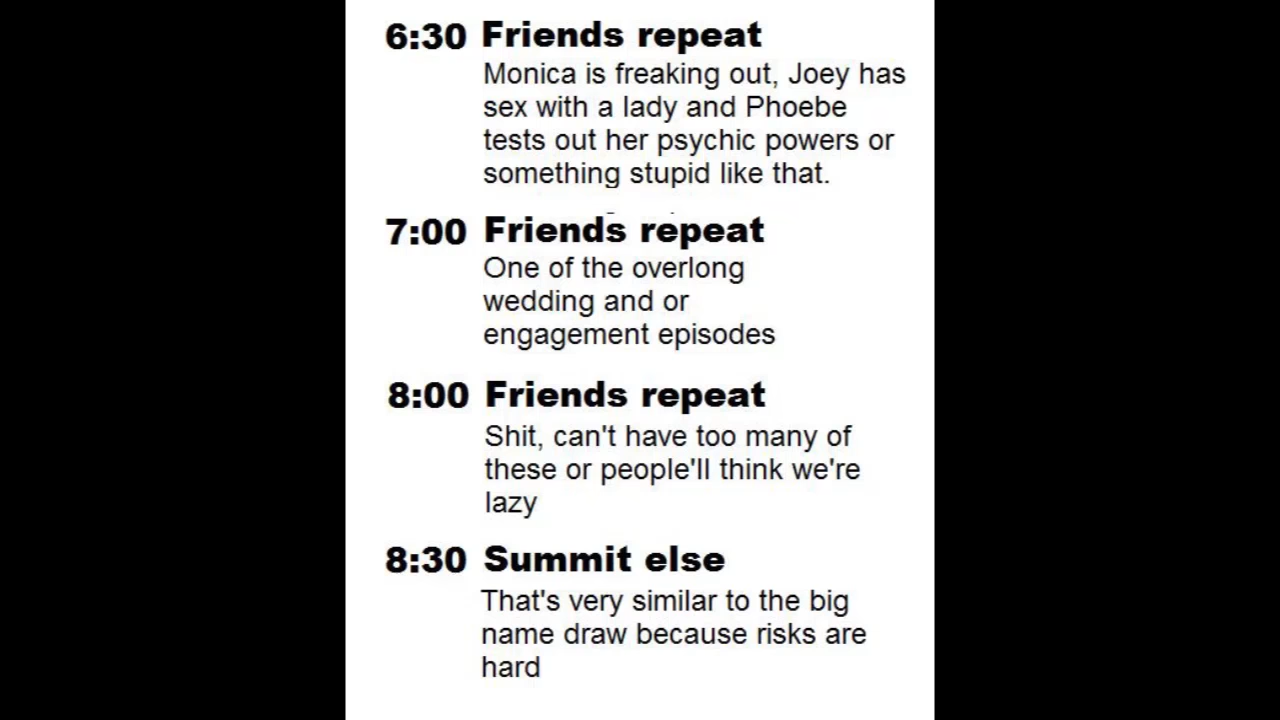 6:30 Friends repeat
Monica is freaking out, Joey has
sex with a lady and Phoebe
tests out her psychic powers or
something stupid like that.
7:00 Friends repeat
One of the overlong
wedding and or
engagement episodes
8:00 Friends repeat
Shit, can't have too many of
these or people'll think we're
lazy
8:30 Summit else
That's very similar to the big
name draw because risks are
hard